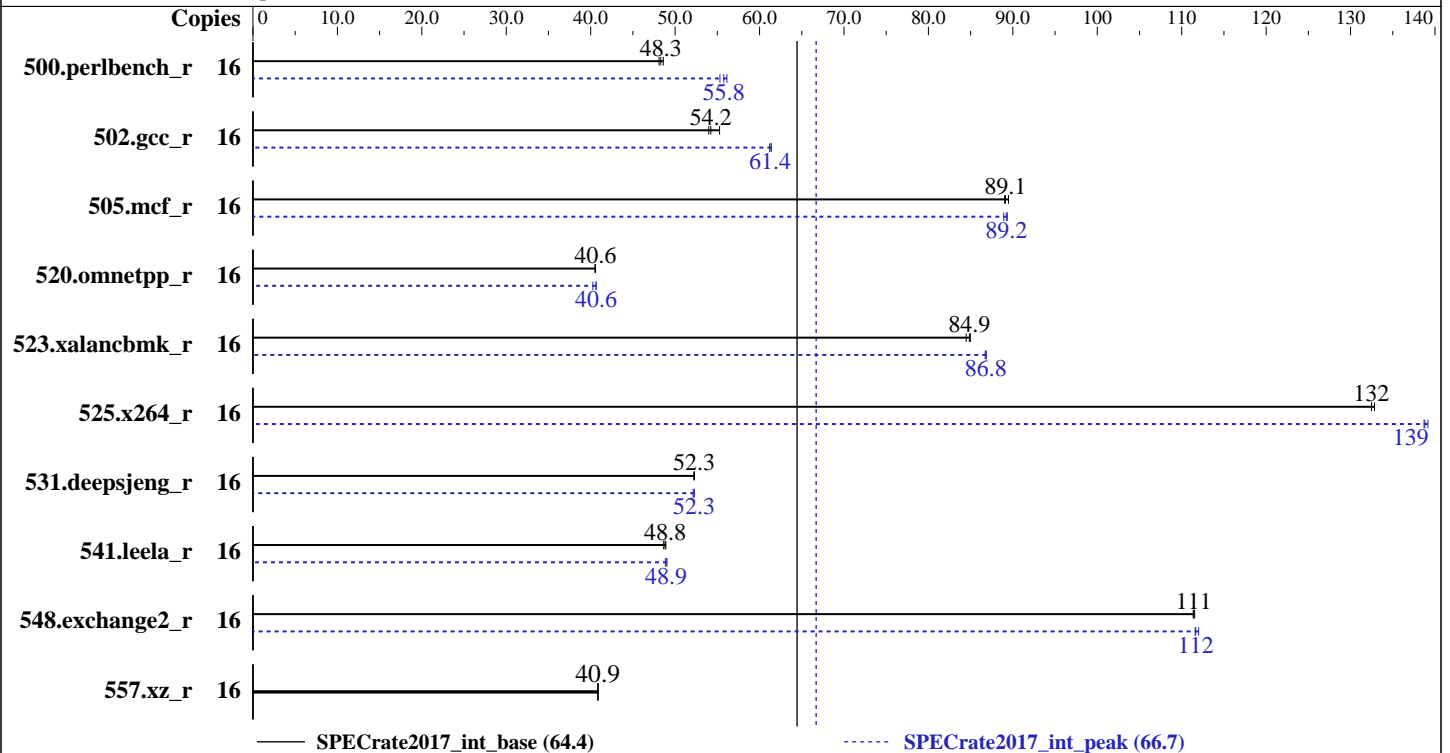 Copies 0 10.0 20.0 30.0 40.0 50.0 60.0 70.0 80.0 90.0 100 110 120 130 140
48.3
500.perlbench_r 16
55.8
54.2
502.gcc_r 16
61.4
89.1
505.mcf_r 16
89.2
40.6
520.omnetpp_r 16
40.6
84.9
523.xalancbmk_r 16
86.8
132
525.x264_r 16
139
52.3
531.deepsjeng_r 16
52.3
48.8
541.leela_r 16
48.9
111
548.exchange2_r 16
112
40.9
557.xz_r 16
SPECrate2017_int_base (64.4) SPECrate2017_int_peak (66.7)